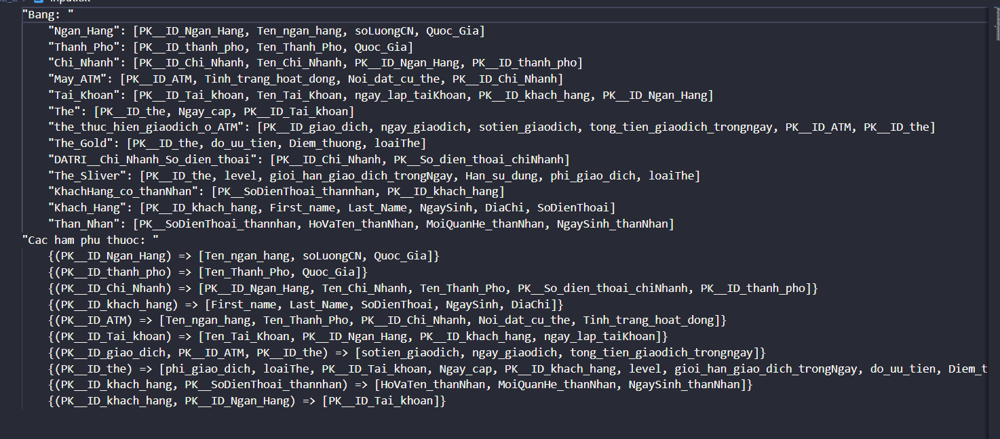 "Bang: "
"Ngan_Hang": [PK__ID_Ngan_Hang, Ten_ngan_hang, soLuongCN, Quoc_Gia]
"Thanh_Pho": [PK__ID_thanh_pho, Ten_Thanh_Pho, Quoc_Gia]
"Chi_Nhanh": [PK__ID_Chi_Nhanh, Ten_Chi_Nhanh, PK__ID_Ngan_Hang, PK__ID_thanh_pho]
"May_ATM": [PK__ID_ATM, Tinh_trang_hoat_dong, Noi_dat_cu_the, PK__ID_Chi_Nhanh]
"Tai_Khoan": [PK__ID_Tai_khoan, Ten_Tai_Khoan, ngay_lap_taiKhoan, PK__ID_khach_hang, PK__ID_Ngan_Hang]
"The": [PK__ID_the, Ngay_cap, PK__ID_Tai_khoan]
"the_thuc_hien_giaodich_o_ATM": [PK__ID_giao_dich, ngay_giaodich, sotien_giaodich, tong_tien_giaodich_trongngay, PK__ID_ATM, PK__ID_the]
"The_Gold": [PK__ID_the, do_uu_tien, Diem_thuong, loaiThe]
"DATRI__Chi_Nhanh_So_dien_thoai": [PK__ID_Chi_Nhanh, PK__So_dien_thoai_chiNhanh]
"The_Sliver": [PK__ID_the, level, gioi_han_giao_dich_trongNgay, Han_su_dung, phi_giao_dich, loaiThe]
"KhachHang_co_thanNhan": [PK__SoDienThoai_thannhan, PK__ID_khach_hang]
"Khach_Hang": [PK__ID_khach_hang, First_name, Last_Name, NgaySinh, DiaChi, SoDienThoai]
"Than_Nhan": [PK__SoDienThoai_thannhan, HoVaTen_thanNhan, MoiQuanHe_thanNhan, NgaySinh_thanNhan]
"Cac ham phu thuoc: "
{(PK__ID_Ngan_Hang) => [Ten_ngan_hang, soLuongCN, Quoc_Gia]}
{(PK__ID_thanh_pho) => [Ten_Thanh_Pho, Quoc_Gia]}
{(PK__ID_Chi_Nhanh) => [PK__ID_Ngan_Hang, Ten_Chi_Nhanh, Ten_Thanh_Pho, PK__So_dien_thoai_chiNhanh, PK__ID_thanh_pho]}
{(PK__ID_khach_hang) => [First_name, Last_Name, SoDienThoai, NgaySinh, DiaChi]}
{(PK__ID_ATM) => [Ten_ngan_hang, Ten_Thanh_Pho, PK__ID_Chi_Nhanh, Noi_dat_cu_the, Tinh_trang_hoat_dong]}
{(PK__ID_Tai_khoan) => [Ten_Tai_Khoan, PK__ID_Ngan_Hang, PK__ID_khach_hang, ngay_lap_taiKhoan]}
{(PK__ID_giao_dich, PK__ID_ATM, PK__ID_the) => [sotien_giaodich, ngay_giaodich, tong_tien_giaodich_trongngay]}
{(PK__ID_the) => [phi_giao_dich, loaiThe, PK__ID_Tai_khoan, Ngay_cap, PK__ID_khach_hang, level, gioi_han_giao_dich_trongNgay, do_uu_tien, Diem_t
{(PK__ID_khach_hang, PK__SoDienThoai_thannhan) => [HoVaTen_thanNhan, MoiQuanHe_thanNhan, NgaySinh_thanNhan]}
{(PK__ID_khach_hang, PK__ID_Ngan_Hang) => [PK__ID_Tai_khoan]}